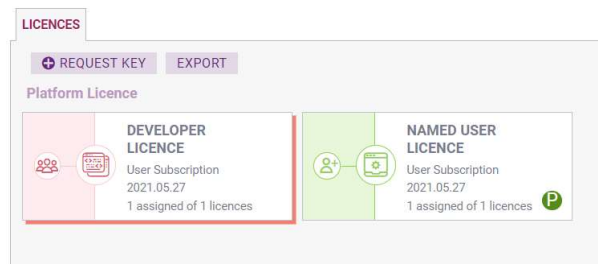 LICENCES
REQUEST KEY EXPORT
Platform Licence
DEVELOPER
LICENCE
User Subscription
2021.05.27
1 assigned of 1 licences
NAMED USER
LICENCE
User Subscription
2021.05.27
1 assigned of 1 licences
P